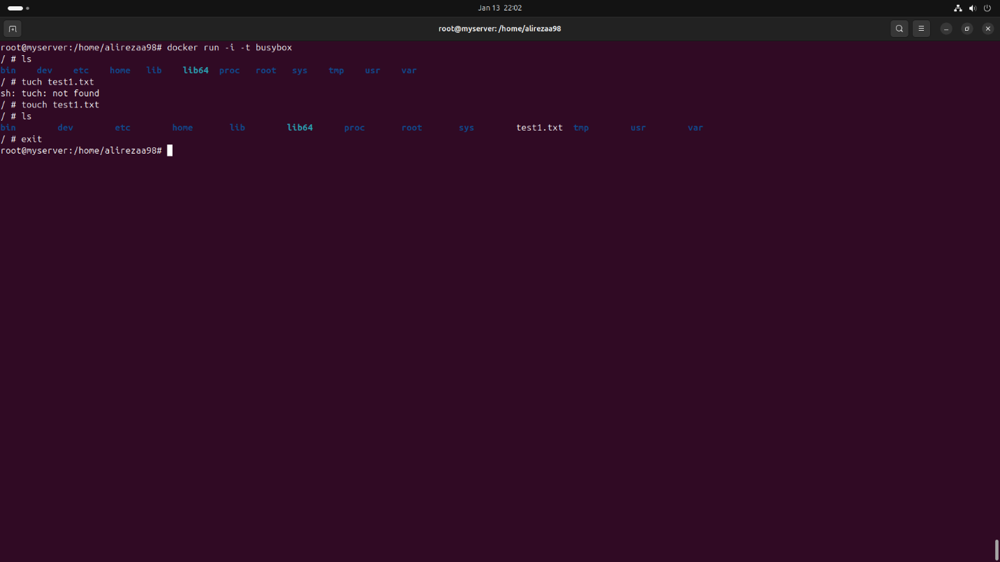 Jan 13 22:02
root@myserver: /home/alirezaa98
root@myserver:/home/alirezaa98# docker run -i -t busybox
/ # ls
bin dev etc home lib lib64 proc root sys tmp usr var
/ # tuch test1.txt
sh: tuch: not found
/ # touch test1.txt
/ # ls
bin dev etc home lib lib64 proc root sys test1.txt tmp usr var
/ # exit
root@myserver:/home/alirezaa98#